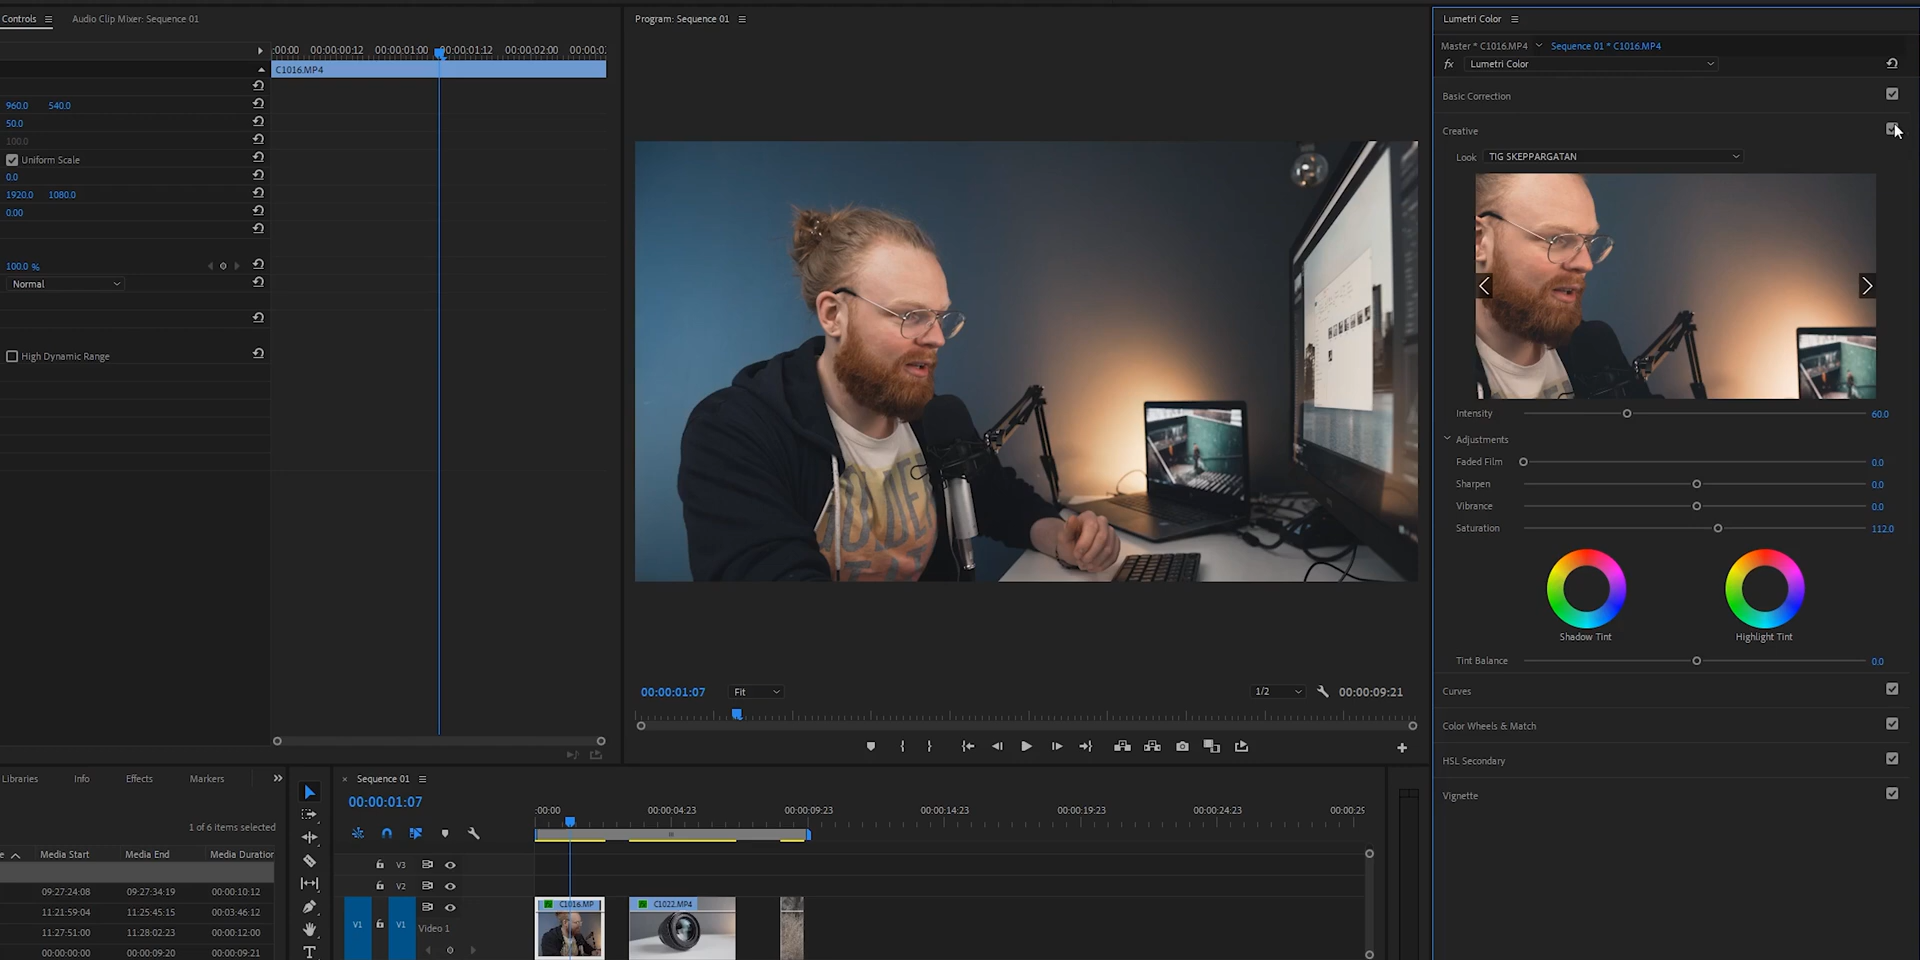 Controls
Audio Clip Mixer: Sequence 01
:00:00
00:00:00:12
00:00:01:00
00:00:01:12
00:00:02:00
00:00:0
C1016.MP4
960.0 540.0
50.0
100.0
Uniform Scale
0.0
1920.0 1080.0
0.00
100.0 %
Normal
High Dynamic Range
Program: Sequence 01
00:00:01:07
Fit
1/2
00:00:09:21
Lumetri Color
Master * C1016.MP4
Sequence 01 * C1016.MP4
fx
Lumetri Color
Basic Correction
Creative
Look
TIG SKEPPARGATAN
Intensity
60.0
Adjustments
Faded Film
0.0
Sharpen
0.0
Vibrance
0.0
Saturation
112.0
Shadow Tint
Highlight Tint
Tint Balance
0.0
Curves
Color Wheels & Match
HSL Secondary
Vignette
Libraries
Info
Effects
Markers
1 of 6 items selected
Media Start
Media End
Media Duration
09:27:24:08 09:27:34:19 00:00:10:12
11:21:59:04 11:25:45:15 00:03:46:12
11:27:51:00 11:28:02:23 00:00:12:00
00:00:00:00 00:00:09:20 00:00:09:21
Sequence 01
00:00:01:07
:00:00
00:00:04:23
00:00:09:23
00:00:14:23
00:00:19:23
00:00:24:23
00:00:29
V3
V2
V1
V1
Video 1
C1016.MP
C1022.MP4